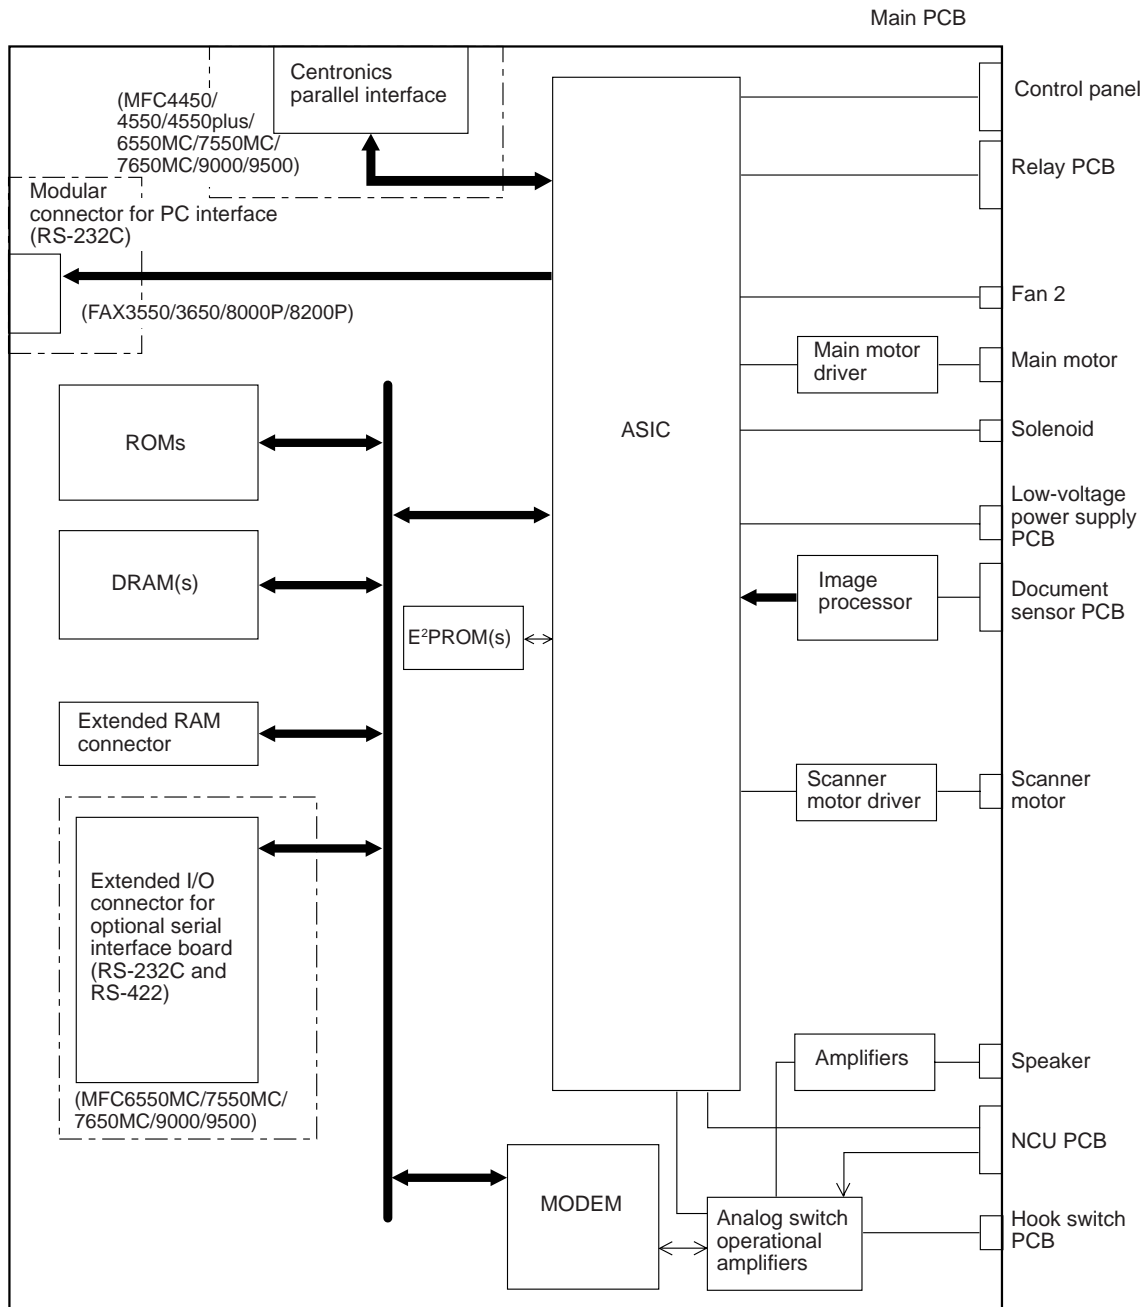 Main PCB
Centronics
parallel interface
(MFC4450/
4550/4550plus/
6550MC/7550MC/
7650MC/9000/9500)
Modular
connector for PC interface
(RS-232C)
(FAX3550/3650/8000P/8200P)
ROMs
DRAM(s)
E²PROM(s)
Extended RAM
connector
Extended I/O
connector for
optional serial
interface board
(RS-232C and
RS-422)
(MFC6550MC/7550MC/
7650MC/9000/9500)
ASIC
MODEM
Main motor
driver
Image
processor
Scanner
motor driver
Amplifiers
Analog switch
operational
amplifiers
Control panel
Relay PCB
Fan 2
Main motor
Solenoid
Low-voltage
power supply
PCB
Document
sensor PCB
Scanner
motor
Speaker
NCU PCB
Hook switch
PCB